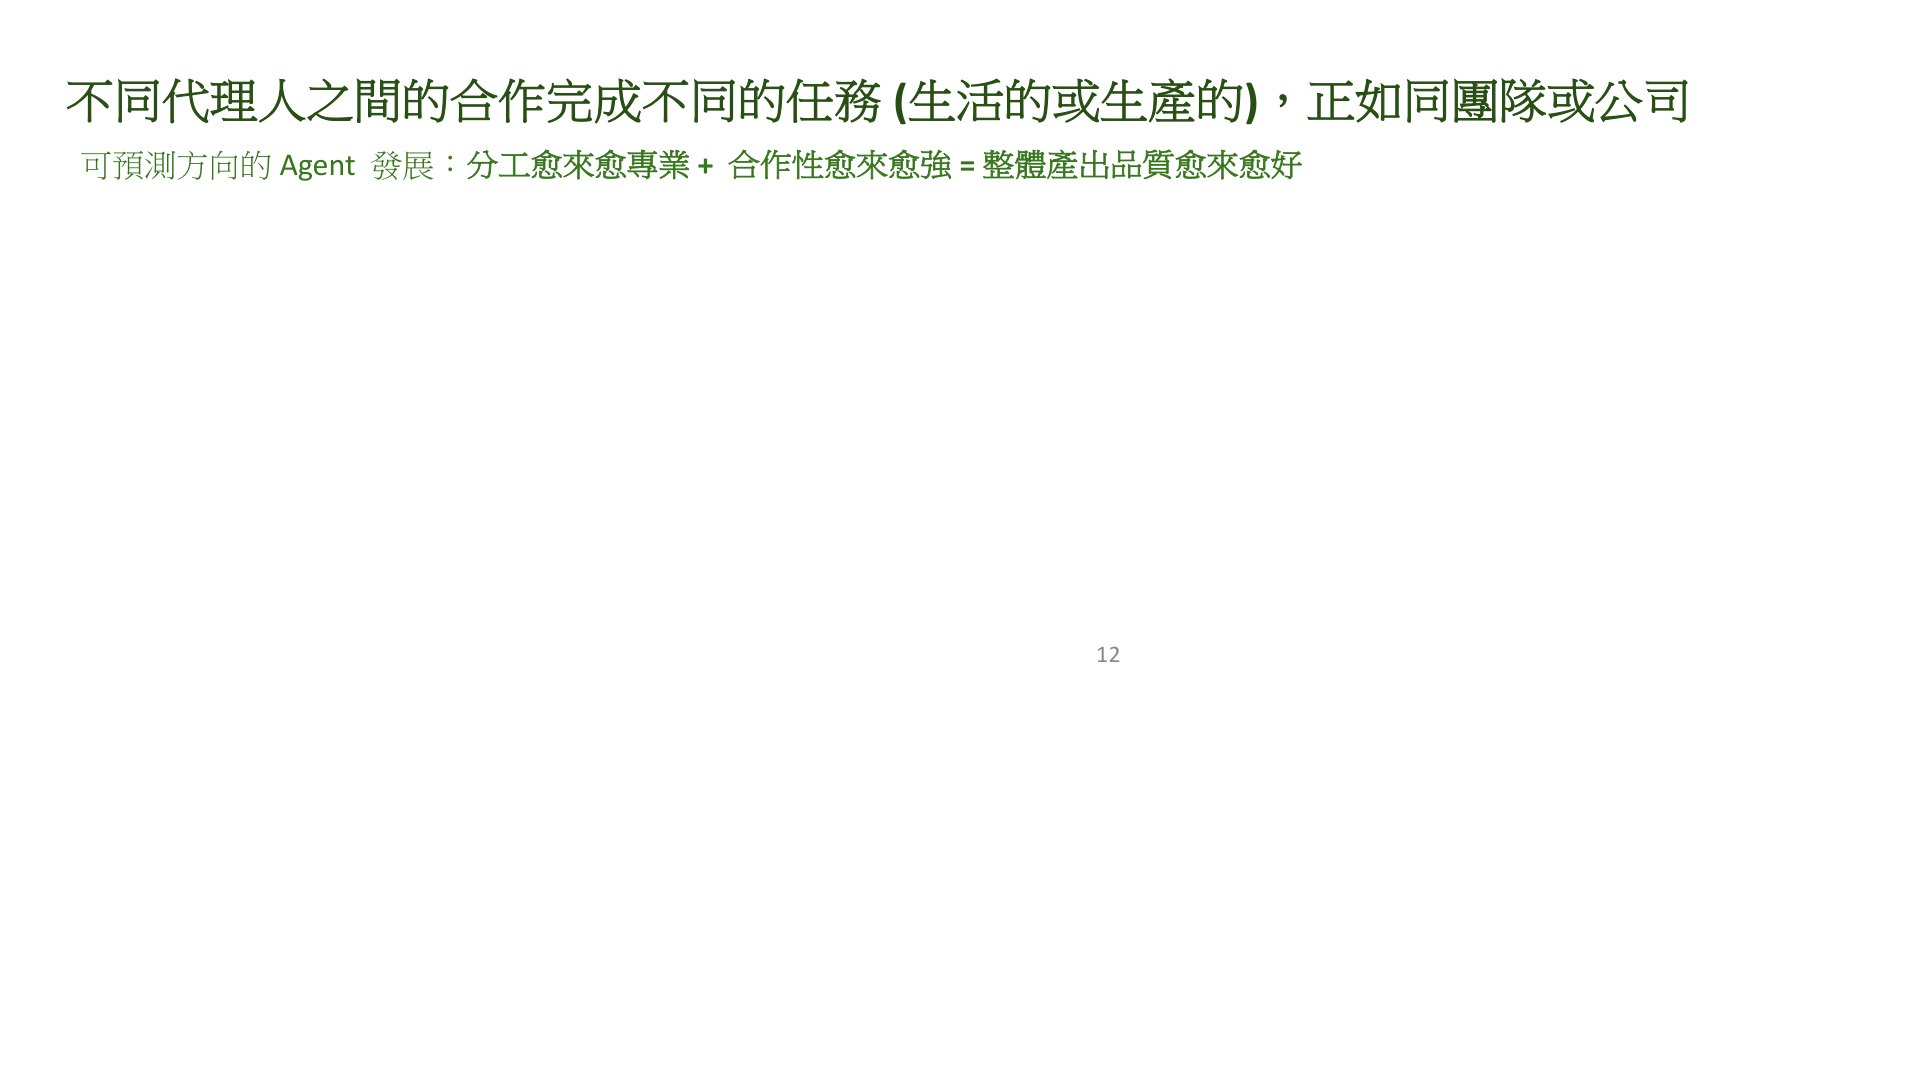 不同代理人之間的合作完成不同的任務 (生活的或生產的)，正如同團隊或公司
可預測方向的 Agent 發展：分工愈來愈專業 + 合作性愈來愈強 = 整體產出品質愈來愈好
12